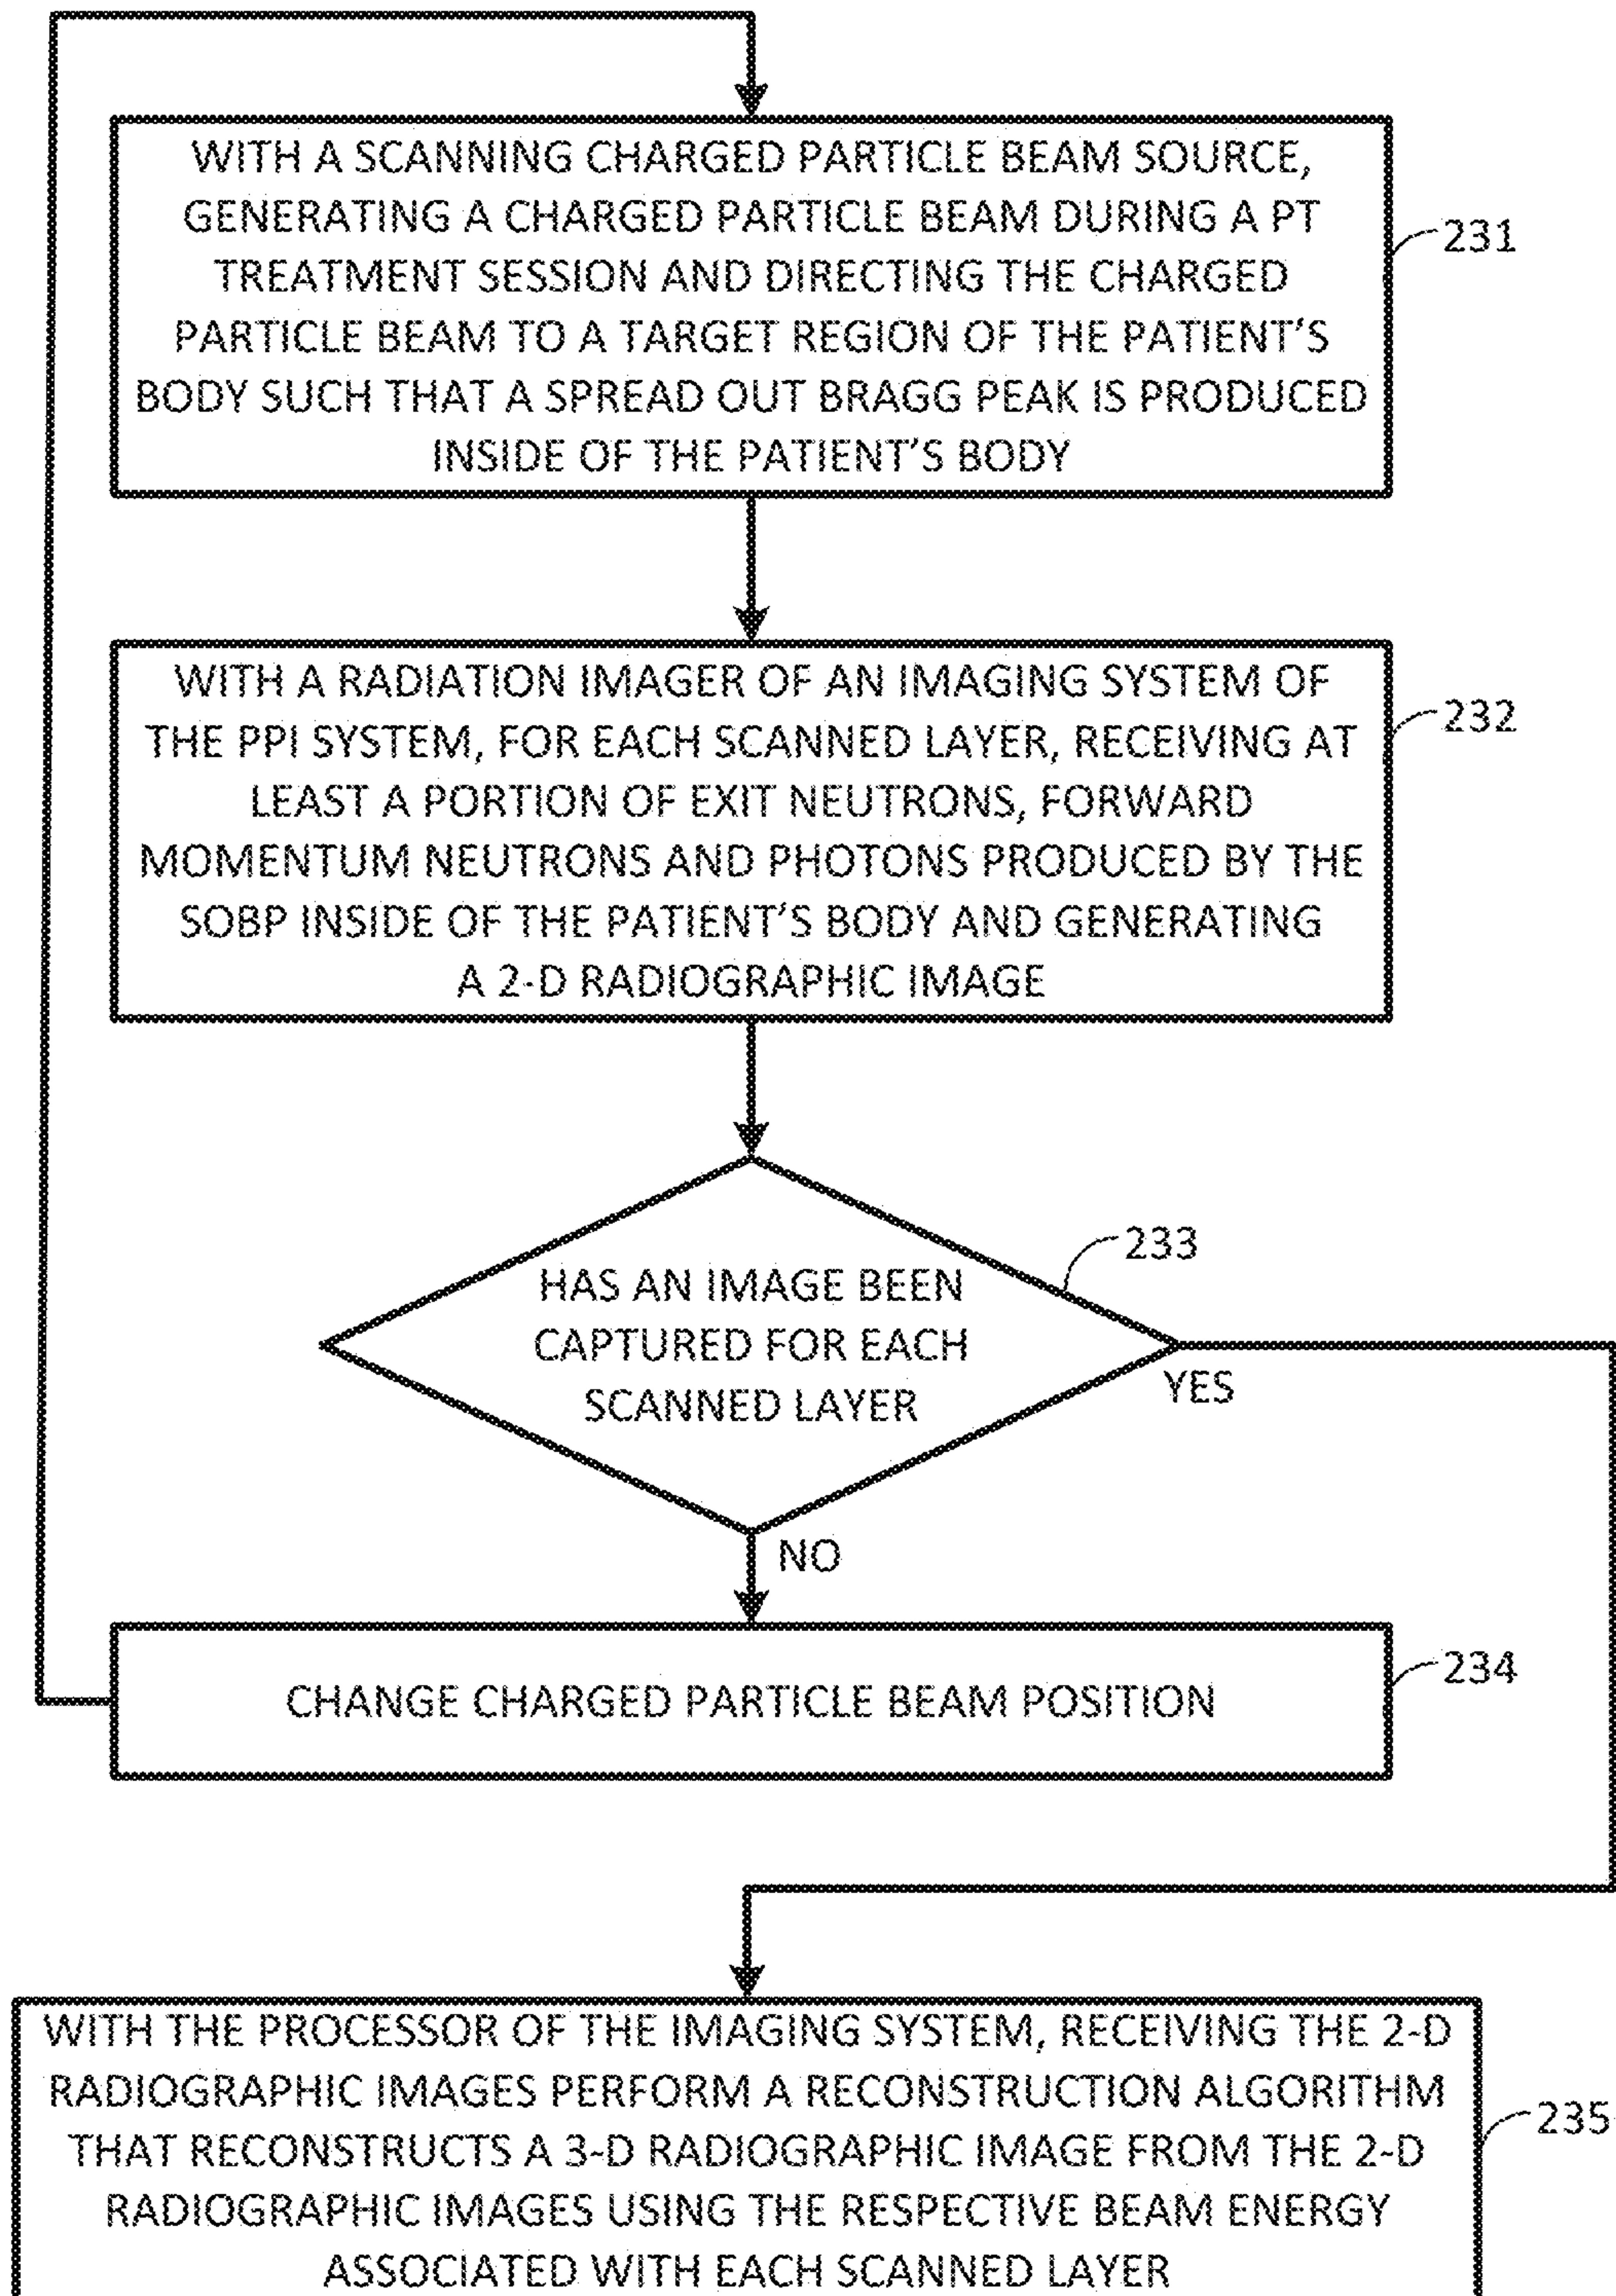 WITH A SCANNING CHARGED PARTICLE BEAM SOURCE,
GENERATING A CHARGED PARTICLE BEAM DURING A PT
TREATMENT SESSION AND DIRECTING THE CHARGED
PARTICLE BEAM TO A TARGET REGION OF THE PATIENT'S
BODY SUCH THAT A SPREAD OUT BRAGG PEAK IS PRODUCED
INSIDE OF THE PATIENT'S BODY
231
WITH A RADIATION IMAGER OF AN IMAGING SYSTEM OF
THE PPI SYSTEM, FOR EACH SCANNED LAYER, RECEIVING AT
LEAST A PORTION OF EXIT NEUTRONS, FORWARD
MOMENTUM NEUTRONS AND PHOTONS PRODUCED BY THE
SOBP INSIDE OF THE PATIENT'S BODY AND GENERATING
A 2-D RADIOGRAPHIC IMAGE
232
HAS AN IMAGE BEEN
CAPTURED FOR EACH
SCANNED LAYER
233
YES
NO
CHANGE CHARGED PARTICLE BEAM POSITION
234
WITH THE PROCESSOR OF THE IMAGING SYSTEM, RECEIVING THE 2-D
RADIOGRAPHIC IMAGES PERFORM A RECONSTRUCTION ALGORITHM
THAT RECONSTRUCTS A 3-D RADIOGRAPHIC IMAGE FROM THE 2-D
RADIOGRAPHIC IMAGES USING THE RESPECTIVE BEAM ENERGY
ASSOCIATED WITH EACH SCANNED LAYER
235